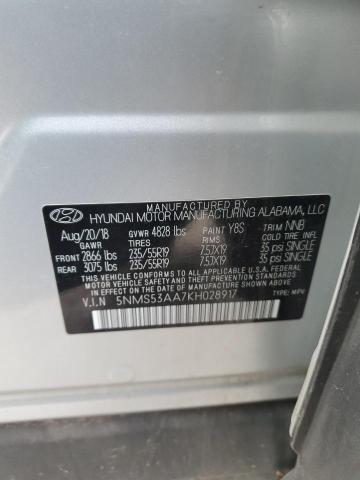 MANUFACTURED BY
HYUNDAI MOTOR MANUFACTURING ALABAMA, LLC
Aug/20/18 GVWR 4828 lbs PAINT Y8S TRIM NNB
GAWR TIRES RIMS COLD TIRE INF.
FRONT 2866 lbs 235/55R19 7.5JX19 35 psi SINGLE
REAR 3075 lbs 235/55R19 7.5JX19 35 psi SINGLE
THIS VEHICLE CONFORMS TO ALL APPLICABLE U.S. FEDERAL
MOTOR VEHICLE SAFETY AND THEFT PREVENTION STANDARDS
IN EFFECT ON THE DATE OF MANUFACTURE SHOWN ABOVE.
V.I.N 5NMS53AA7KH028917 TYPE: MPV